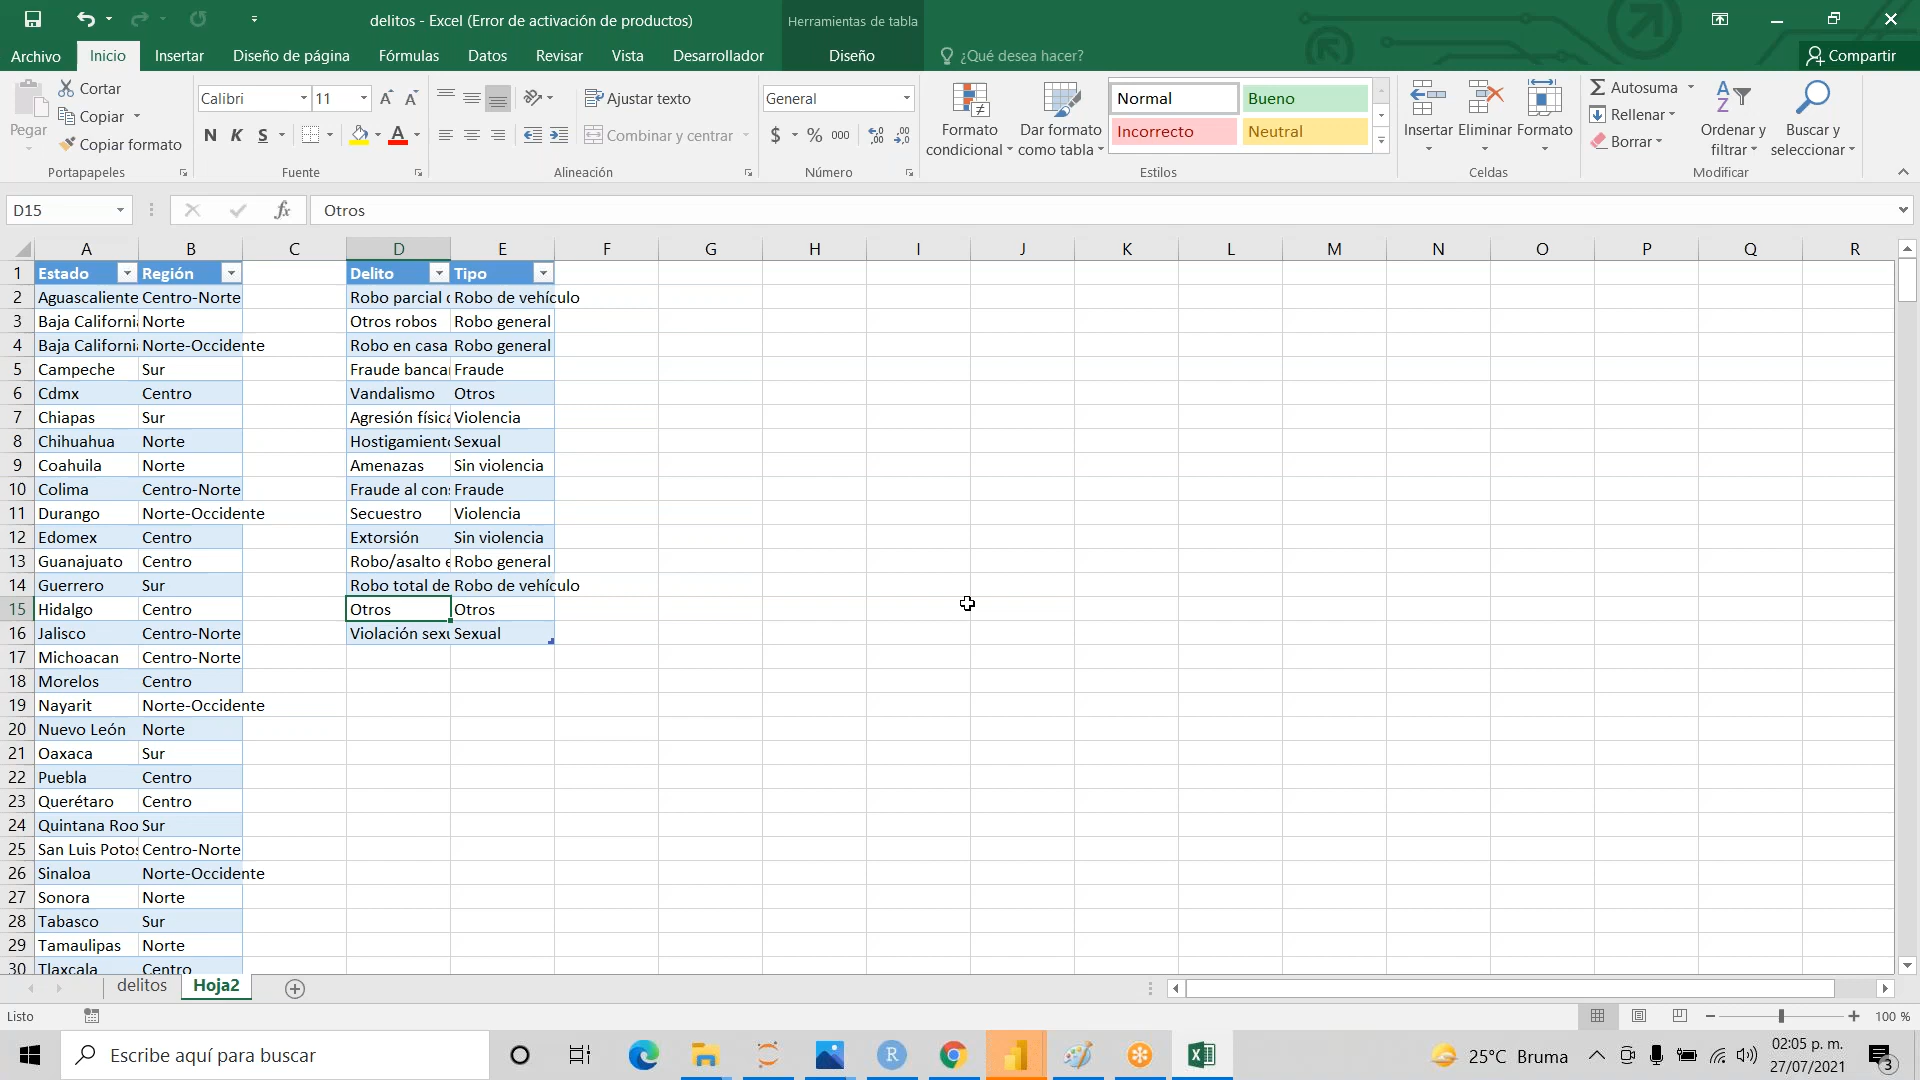 delitos - Excel (Error de activación de productos)
Herramientas de tabla
Archivo Inicio Insertar Diseño de página Fórmulas Datos Revisar Vista Desarrollador Diseño ¿Qué desea hacer? Compartir
Pegar
Cortar
Copiar
Copiar formato
Portapapeles
Calibri 11
N K S
Fuente
Ajustar texto
Combinar y centrar
Alineación
General
$ % 000
Número
Formato condicional
Dar formato como tabla
Normal Bueno
Incorrecto Neutral
Estilos
Insertar Eliminar Formato
Celdas
Autosuma
Rellenar
Borrar
Ordenar y filtrar
Buscar y seleccionar
Modificar
D15 fx Otros
A B C D E F G H I J K L M N O P Q R
1 Estado Región Delito Tipo
2 Aguascaliente Centro-Norte Robo parcial Robo de vehículo
3 Baja Californi Norte Otros robos Robo general
4 Baja Californi Norte-Occidente Robo en casa Robo general
5 Campeche Sur Fraude banca Fraude
6 Cdmx Centro Vandalismo Otros
7 Chiapas Sur Agresión física Violencia
8 Chihuahua Norte Hostigamient Sexual
9 Coahuila Norte Amenazas Sin violencia
10 Colima Centro-Norte Fraude al con Fraude
11 Durango Norte-Occidente Secuestro Violencia
12 Edomex Centro Extorsión Sin violencia
13 Guanajuato Centro Robo/asalto e Robo general
14 Guerrero Sur Robo total de Robo de vehículo
15 Hidalgo Centro Otros Otros
16 Jalisco Centro-Norte Violación sexu Sexual
17 Michoacan Centro-Norte
18 Morelos Centro
19 Nayarit Norte-Occidente
20 Nuevo León Norte
21 Oaxaca Sur
22 Puebla Centro
23 Querétaro Centro
24 Quintana Roo Sur
25 San Luis Potos Centro-Norte
26 Sinaloa Norte-Occidente
27 Sonora Norte
28 Tabasco Sur
29 Tamaulipas Norte
30 Tlaxcala Centro
delitos Hoja2
Listo 100 %
Escribe aquí para buscar
25°C Bruma
02:05 p. m.
27/07/2021
3